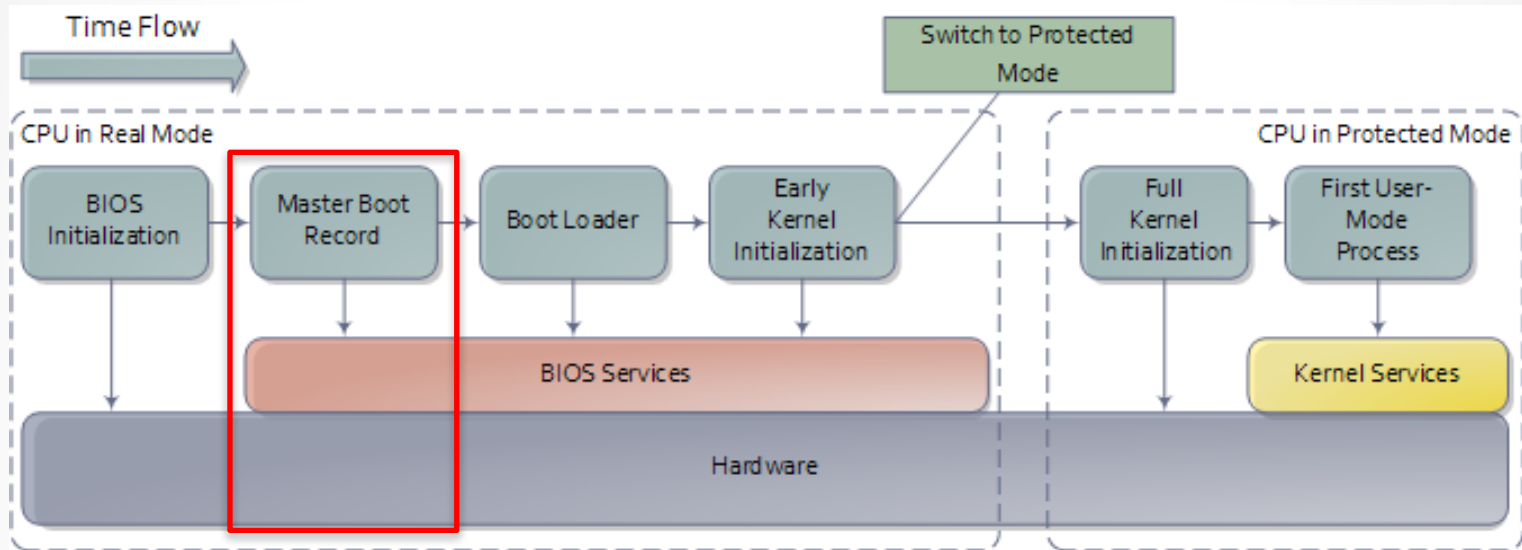 Time Flow
Switch to Protected
Mode
CPU in Real Mode
CPU in Protected Mode
BIOS
Initialization
Master Boot
Record
Boot Loader
Early
Kernel
Initialization
Full
Kernel
Initialization
First User-
Mode
Process
BIOS Services
Kernel Services
Hardware